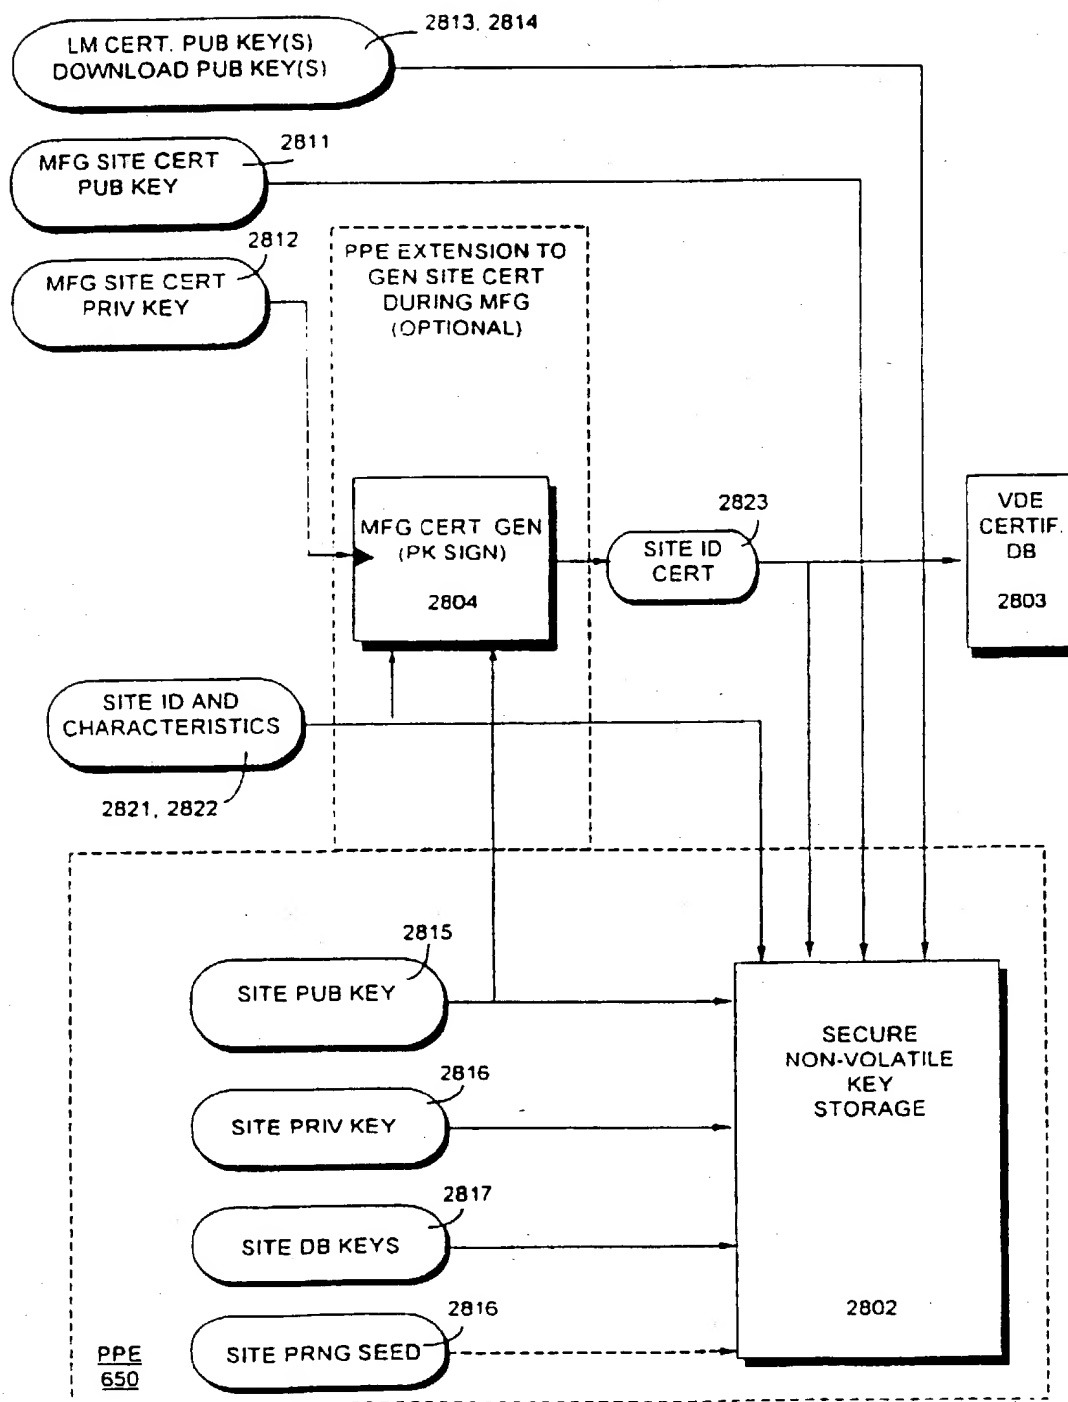 2813, 2814
LM CERT. PUB KEY(S)
DOWNLOAD PUB KEY(S)
2811
MFG SITE CERT
PUB KEY
2812
MFG SITE CERT
PRIV KEY
PPE EXTENSION TO
GEN SITE CERT
DURING MFG
(OPTIONAL)
MFG CERT GEN
(PK SIGN)
2804
2823
SITE ID
CERT
VDE
CERTIF.
DB
2803
SITE ID AND
CHARACTERISTICS
2821, 2822
2815
SITE PUB KEY
2816
SITE PRIV KEY
2817
SITE DB KEYS
2816
SITE PRNG SEED
SECURE
NON-VOLATILE
KEY
STORAGE
2802
PPE
650